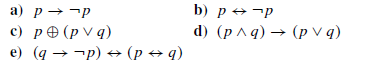 a) p → ¬p b) p ↔ ¬p
c) p ⊕ (p ∨ q) d) (p ∧ q) → (p ∨ q)
e) (q → ¬p) ↔ (p ↔ q)